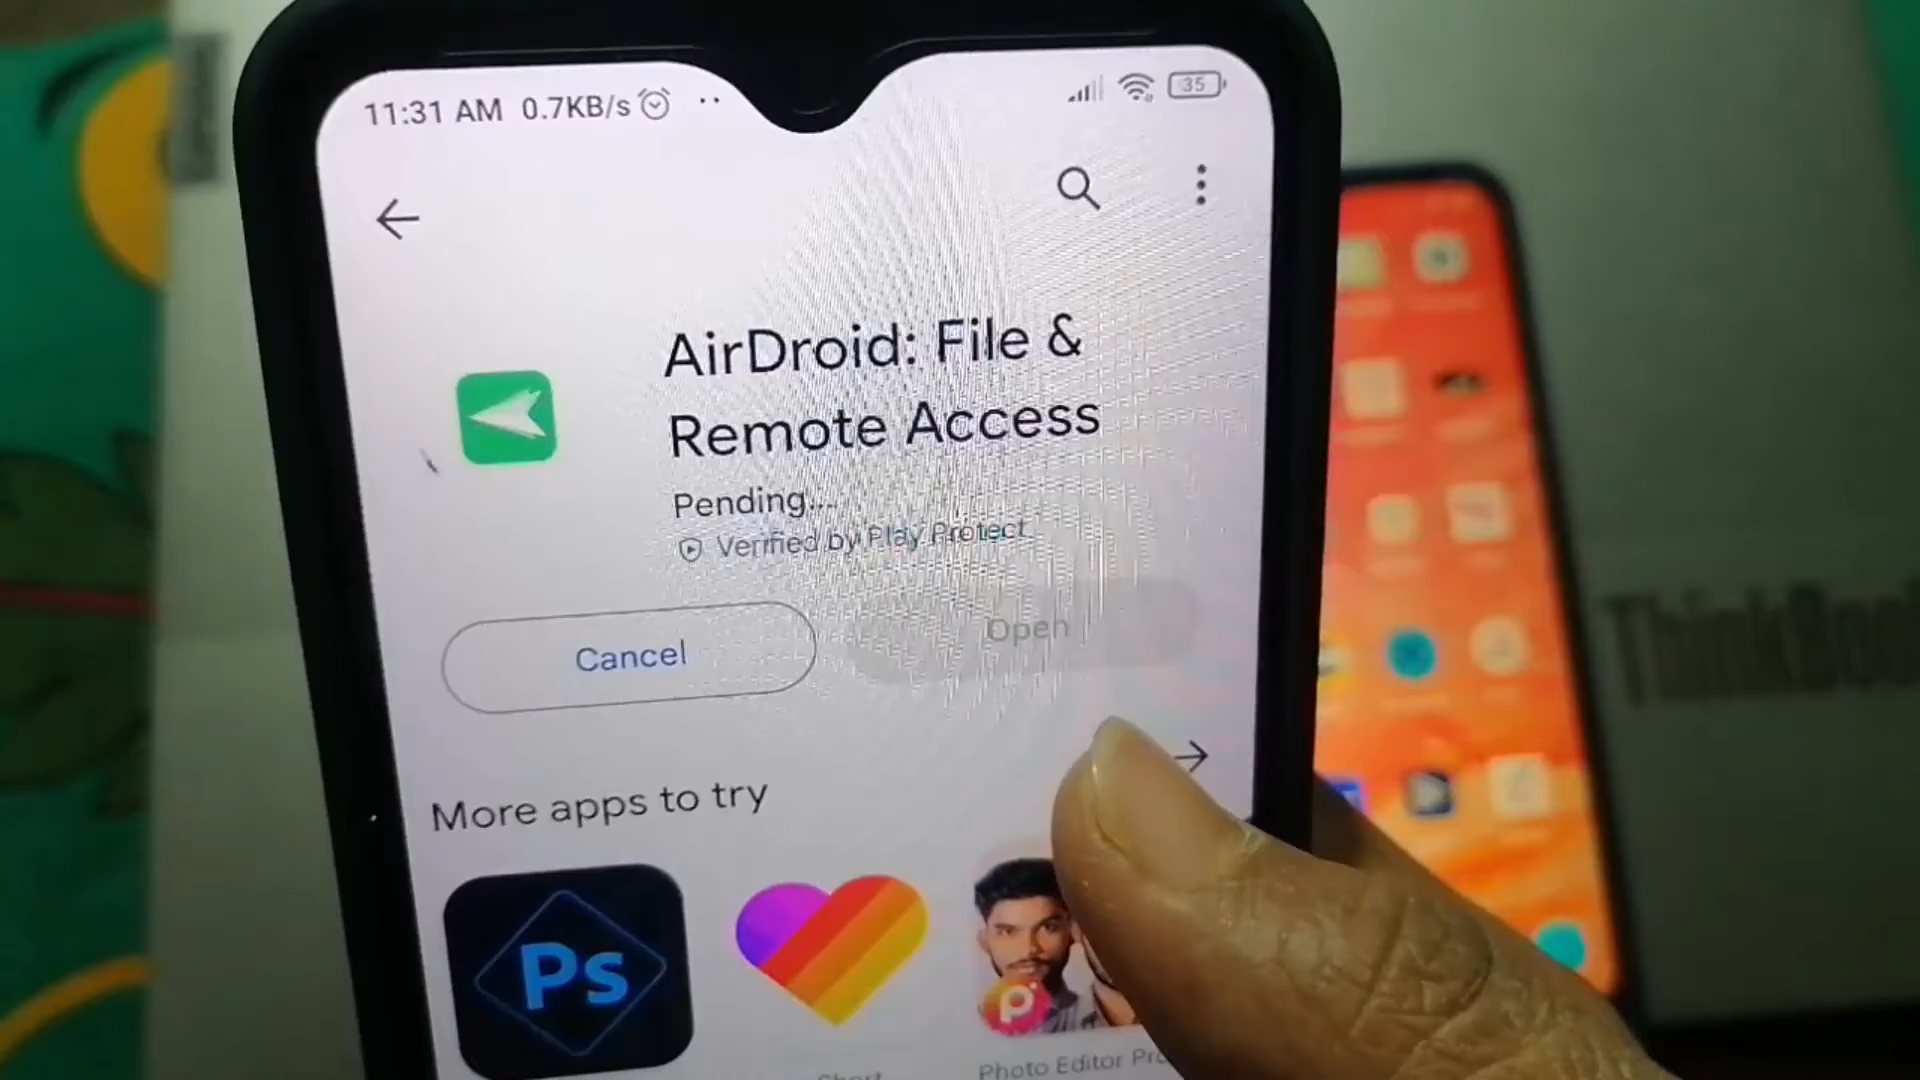 11:31 AM 0.7KB/s
35
AirDroid: File &
Remote Access
Pending...
Verified by Play Protect
Cancel
Open
More apps to try
Ps
Photo Editor